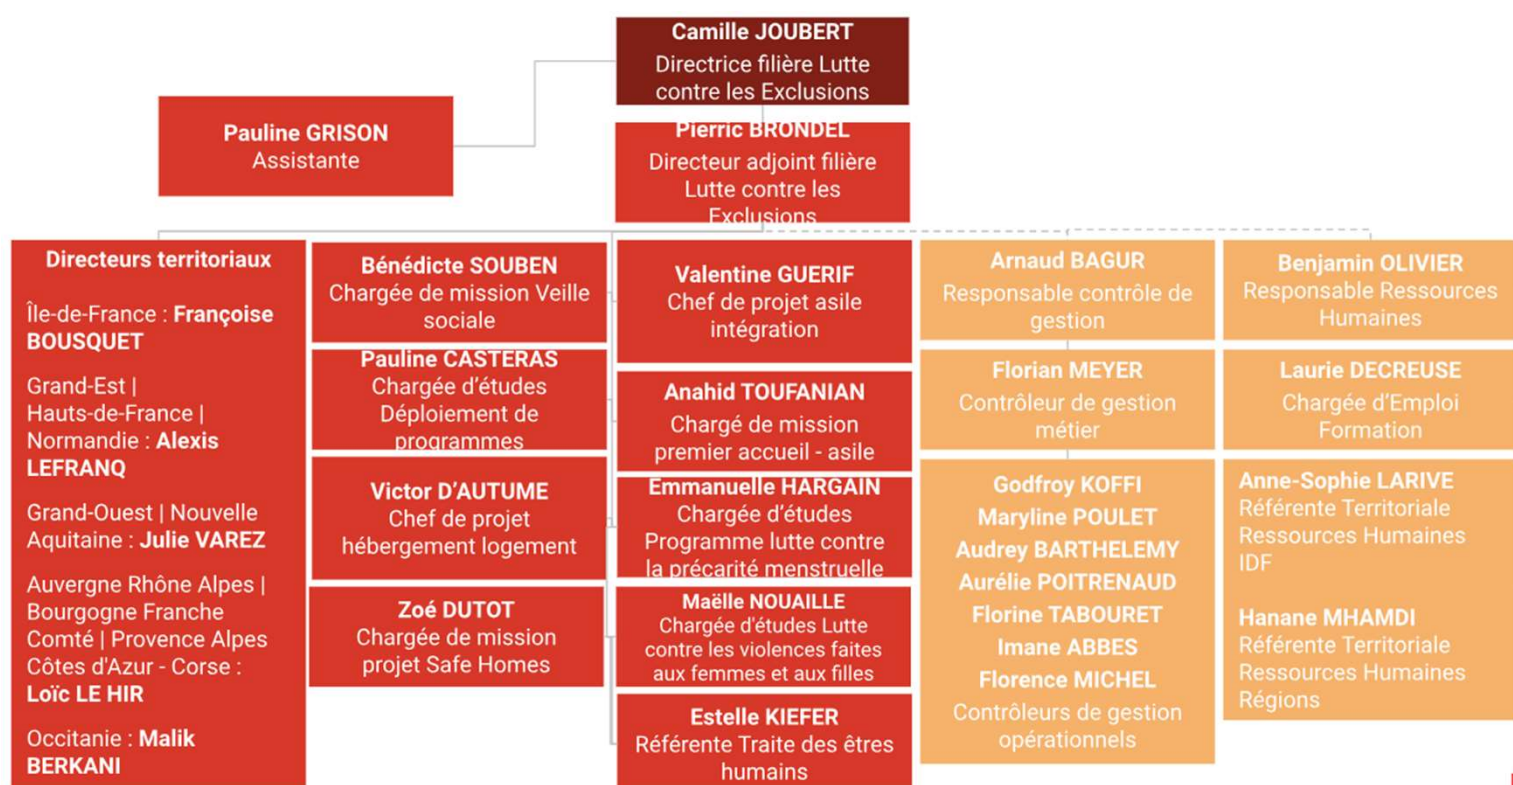 Camille JOUBERT
Directrice filière Lutte
contre les Exclusions
Pauline GRISON
Assistante
Pierric BRONDEL
Directeur adjoint filière
Lutte contre les
Exclusions
Directeurs territoriaux
Île-de-France : Françoise
BOUSQUET
Grand-Est |
Hauts-de-France |
Normandie : Alexis
LEFRANQ
Grand-Ouest | Nouvelle
Aquitaine : Julie VAREZ
Auvergne Rhône Alpes |
Bourgogne Franche
Comté | Provence Alpes
Côtes d'Azur - Corse :
Loïc LE HIR
Occitanie : Malik
BERKANI
Bénédicte SOUBEN
Chargée de mission Veille
sociale
Pauline CASTERAS
Chargée d’études
Déploiement de
programmes
Victor D’AUTUME
Chef de projet
hébergement logement
Zoé DUTOT
Chargée de mission
projet Safe Homes
Valentine GUERIF
Chef de projet asile
intégration
Anahid TOUFANIAN
Chargé de mission
premier accueil - asile
Emmanuelle HARGAIN
Chargée d’études
Programme lutte contre
la précarité menstruelle
Maëlle NOUAILLE
Chargée d'études Lutte
contre les violences faites
aux femmes et aux filles
Estelle KIEFER
Référente Traite des êtres
humains
Arnaud BAGUR
Responsable contrôle de
gestion
Florian MEYER
Contrôleur de gestion
métier
Godfroy KOFFI
Maryline POULET
Audrey BARTHELEMY
Aurélie POITRENAUD
Florine TABOURET
Imane ABBES
Florence MICHEL
Contrôleurs de gestion
opérationnels
Benjamin OLIVIER
Responsable Ressources
Humaines
Laurie DECREUSE
Chargée d’Emploi
Formation
Anne-Sophie LARIVE
Référente Territoriale
Ressources Humaines
IDF
Hanane MHAMDI
Référente Territoriale
Ressources Humaines
Régions